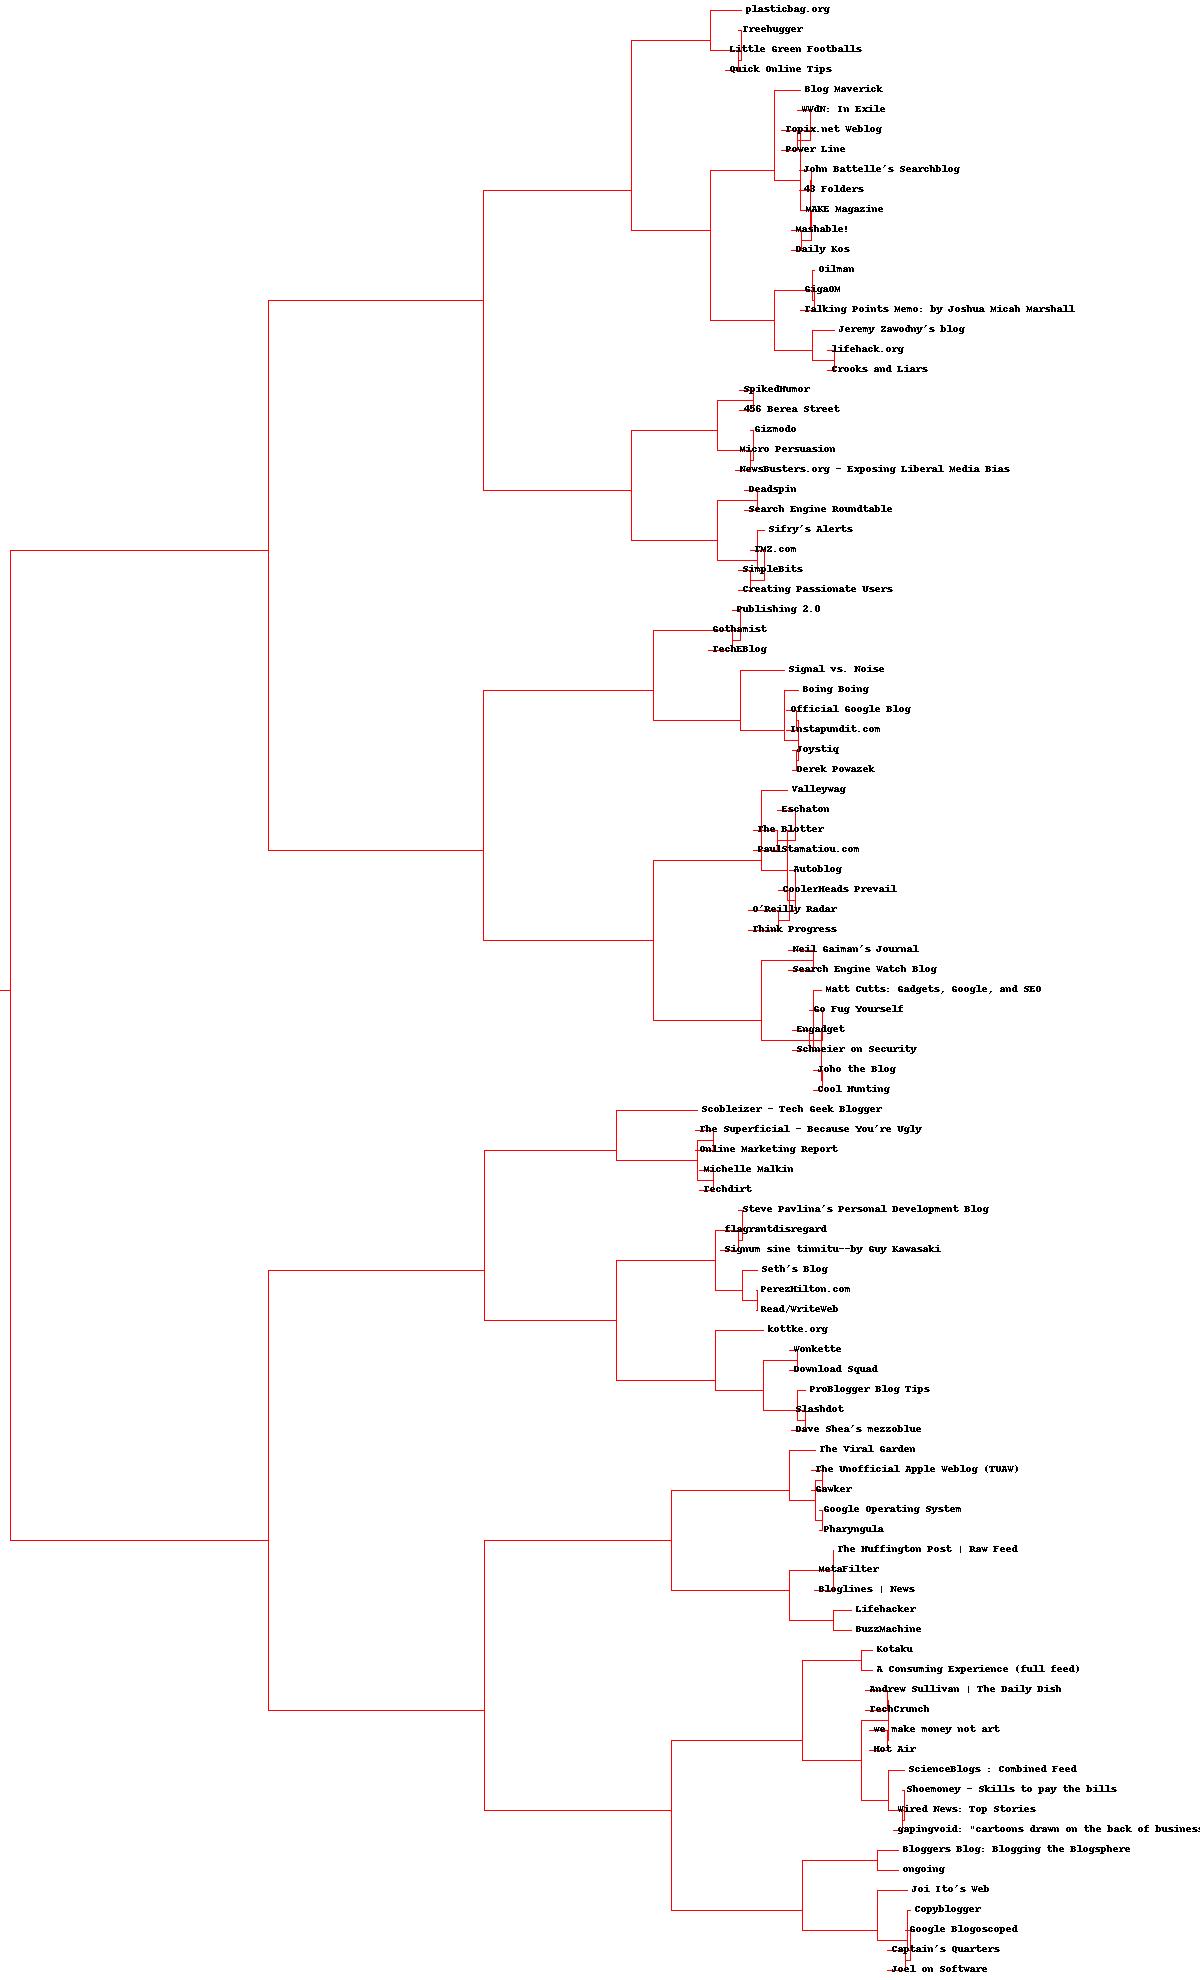 plasticbag.org
Treehugger
Little Green Footballs
Quick Online Tips
Blog Maverick
WWdN: In Exile
Topix.net Weblog
Power Line
John Battelle's Searchblog
43 Folders
MAKE Magazine
Mashable!
Daily Kos
Oilman
GigaOM
Talking Points Memo: by Joshua Micah Marshall
Jeremy Zawodny's blog
lifehack.org
Crooks and Liars
SpikedHumor
456 Berea Street
Gizmodo
Micro Persuasion
NewsBusters.org - Exposing Liberal Media Bias
Deadspin
Search Engine Roundtable
Sifry's Alerts
TMZ.com
SimpleBits
Creating Passionate Users
Publishing 2.0
Gothamist
TechEBlog
Signal vs. Noise
Boing Boing
Official Google Blog
Instapundit.com
Joystiq
Derek Powazek
Valleywag
Eschaton
The Blotter
PaulStamatiou.com
Autoblog
CoolerHeads Prevail
O'Reilly Radar
Think Progress
Neil Gaiman's Journal
Search Engine Watch Blog
Matt Cutts: Gadgets, Google, and SEO
Go Fug Yourself
Engadget
Schneier on Security
Joho the Blog
Cool Hunting
Scobleizer - Tech Geek Blogger
The Superficial - Because You're Ugly
Online Marketing Report
Michelle Malkin
Techdirt
Steve Pavlina's Personal Development Blog
flagrantdisregard
Signum sine tinnitu--by Guy Kawasaki
Seth's Blog
PerezHilton.com
Read/WriteWeb
kottke.org
Wonkette
Download Squad
ProBlogger Blog Tips
Slashdot
Dave Shea's mezzoblue
The Viral Garden
The Unofficial Apple Weblog (TUAW)
Gawker
Google Operating System
Pharyngula
The Huffington Post | Raw Feed
MetaFilter
Bloglines | News
Lifehacker
BuzzMachine
Kotaku
A Consuming Experience (full feed)
Andrew Sullivan | The Daily Dish
TechCrunch
we make money not art
Hot Air
ScienceBlogs : Combined Feed
Shoemoney - Skills to pay the bills
Wired News: Top Stories
gapingvoid: "cartoons drawn on the back of business
Bloggers Blog: Blogging the Blogsphere
ongoing
Joi Ito's Web
Copyblogger
Google Blogoscoped
Captain's Quarters
Joel on Software